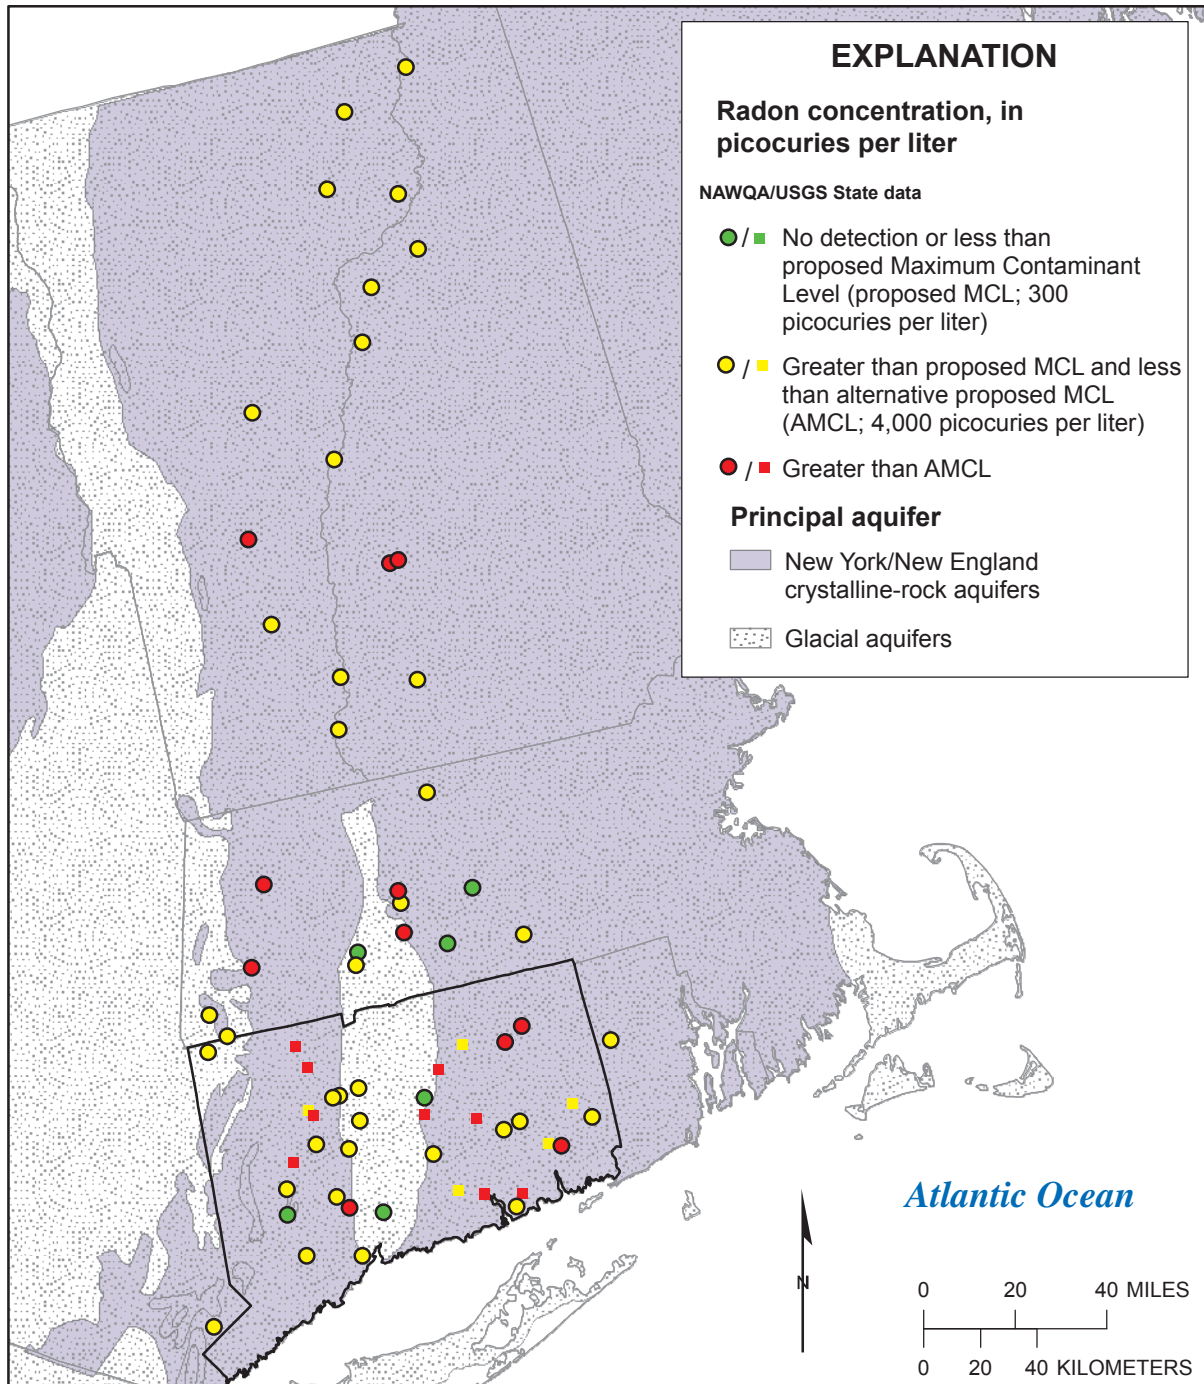 EXPLANATION
Radon concentration, in
picocuries per liter
NAWQA/USGS State data
/ No detection or less than
proposed Maximum Contaminant
Level (proposed MCL; 300
picocuries per liter)
/ Greater than proposed MCL and less
than alternative proposed MCL
(AMCL; 4,000 picocuries per liter)
/ Greater than AMCL
Principal aquifer
New York/New England
crystalline-rock aquifers
Glacial aquifers
Atlantic Ocean
N
0 20 40 MILES
0 20 40 KILOMETERS